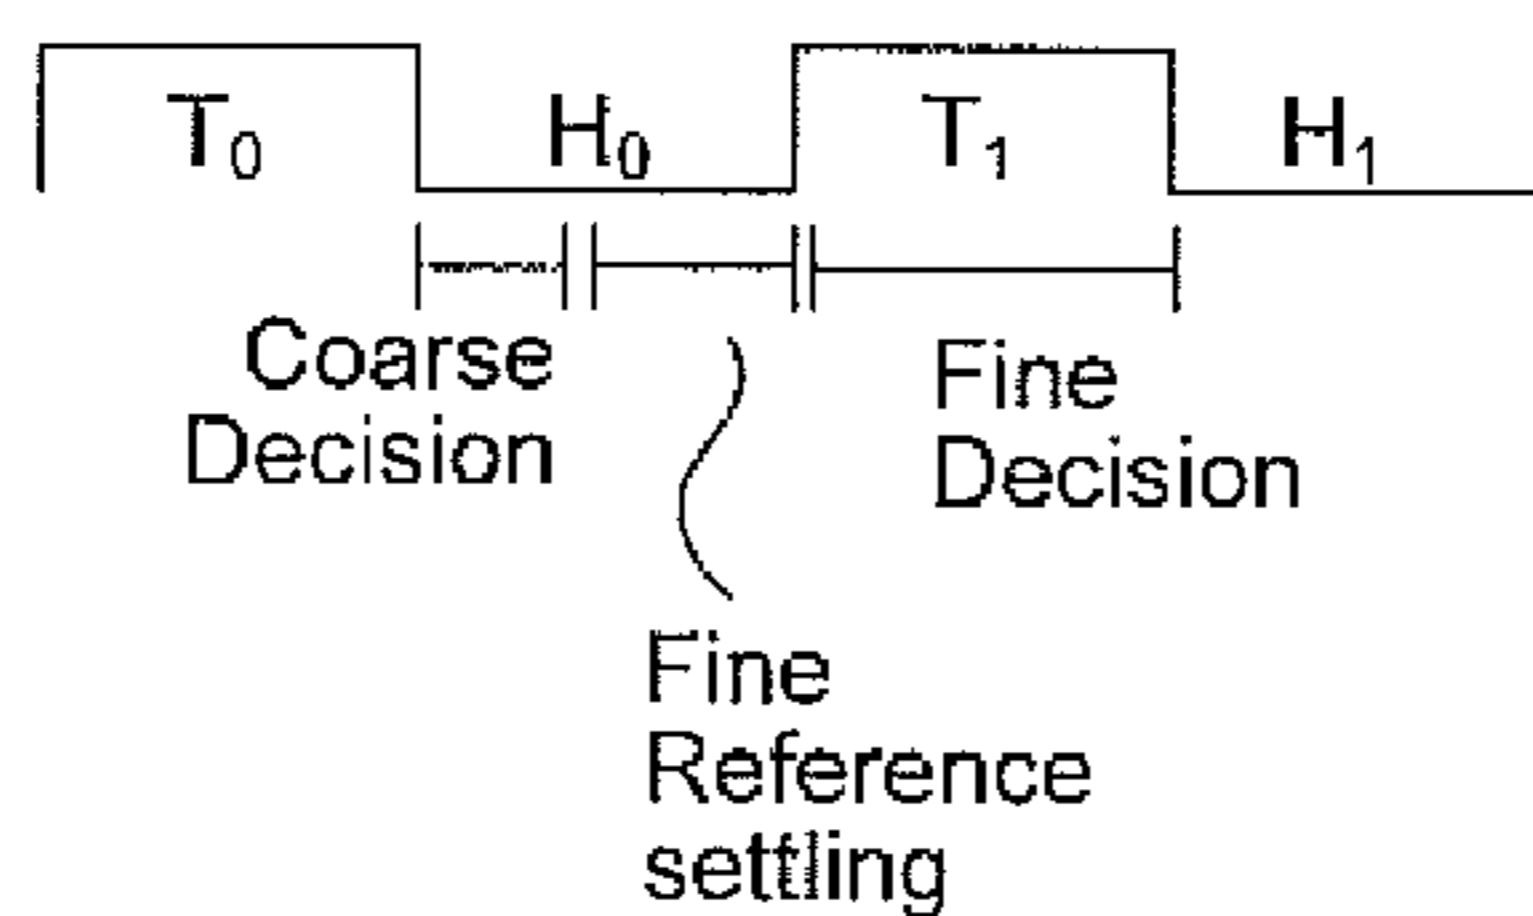 T₀ H₀ T₁ H₁
Coarse
Decision
Fine
Reference
settling
Fine
Decision